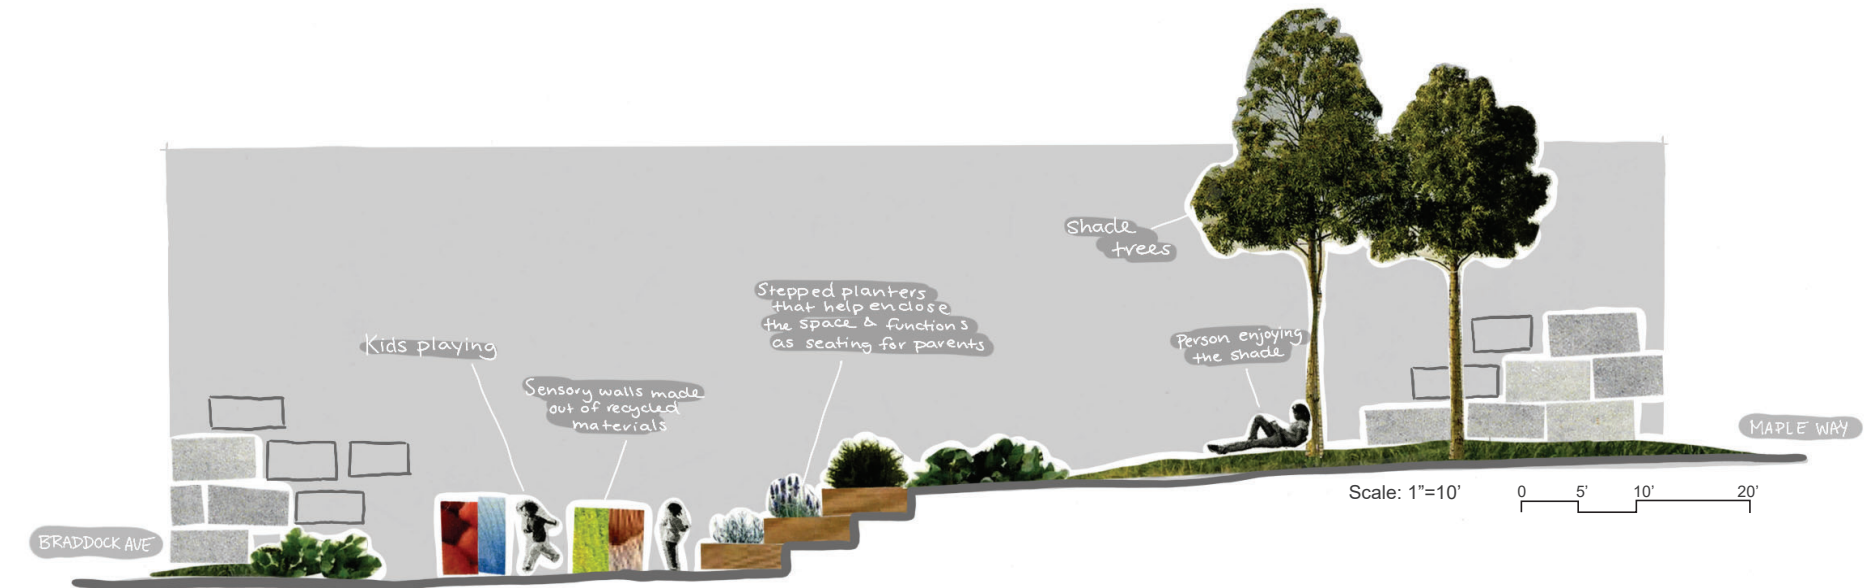 Shade
trees
Stepped planters
that help enclose
the space & functions
as seating for parents
Kids playing
Person enjoying
the shade
Sensory walls made
out of recycled
materials
MAPLE WAY
Scale: 1”=10’
0 5’ 10’ 20’
BRADDOCK AVE